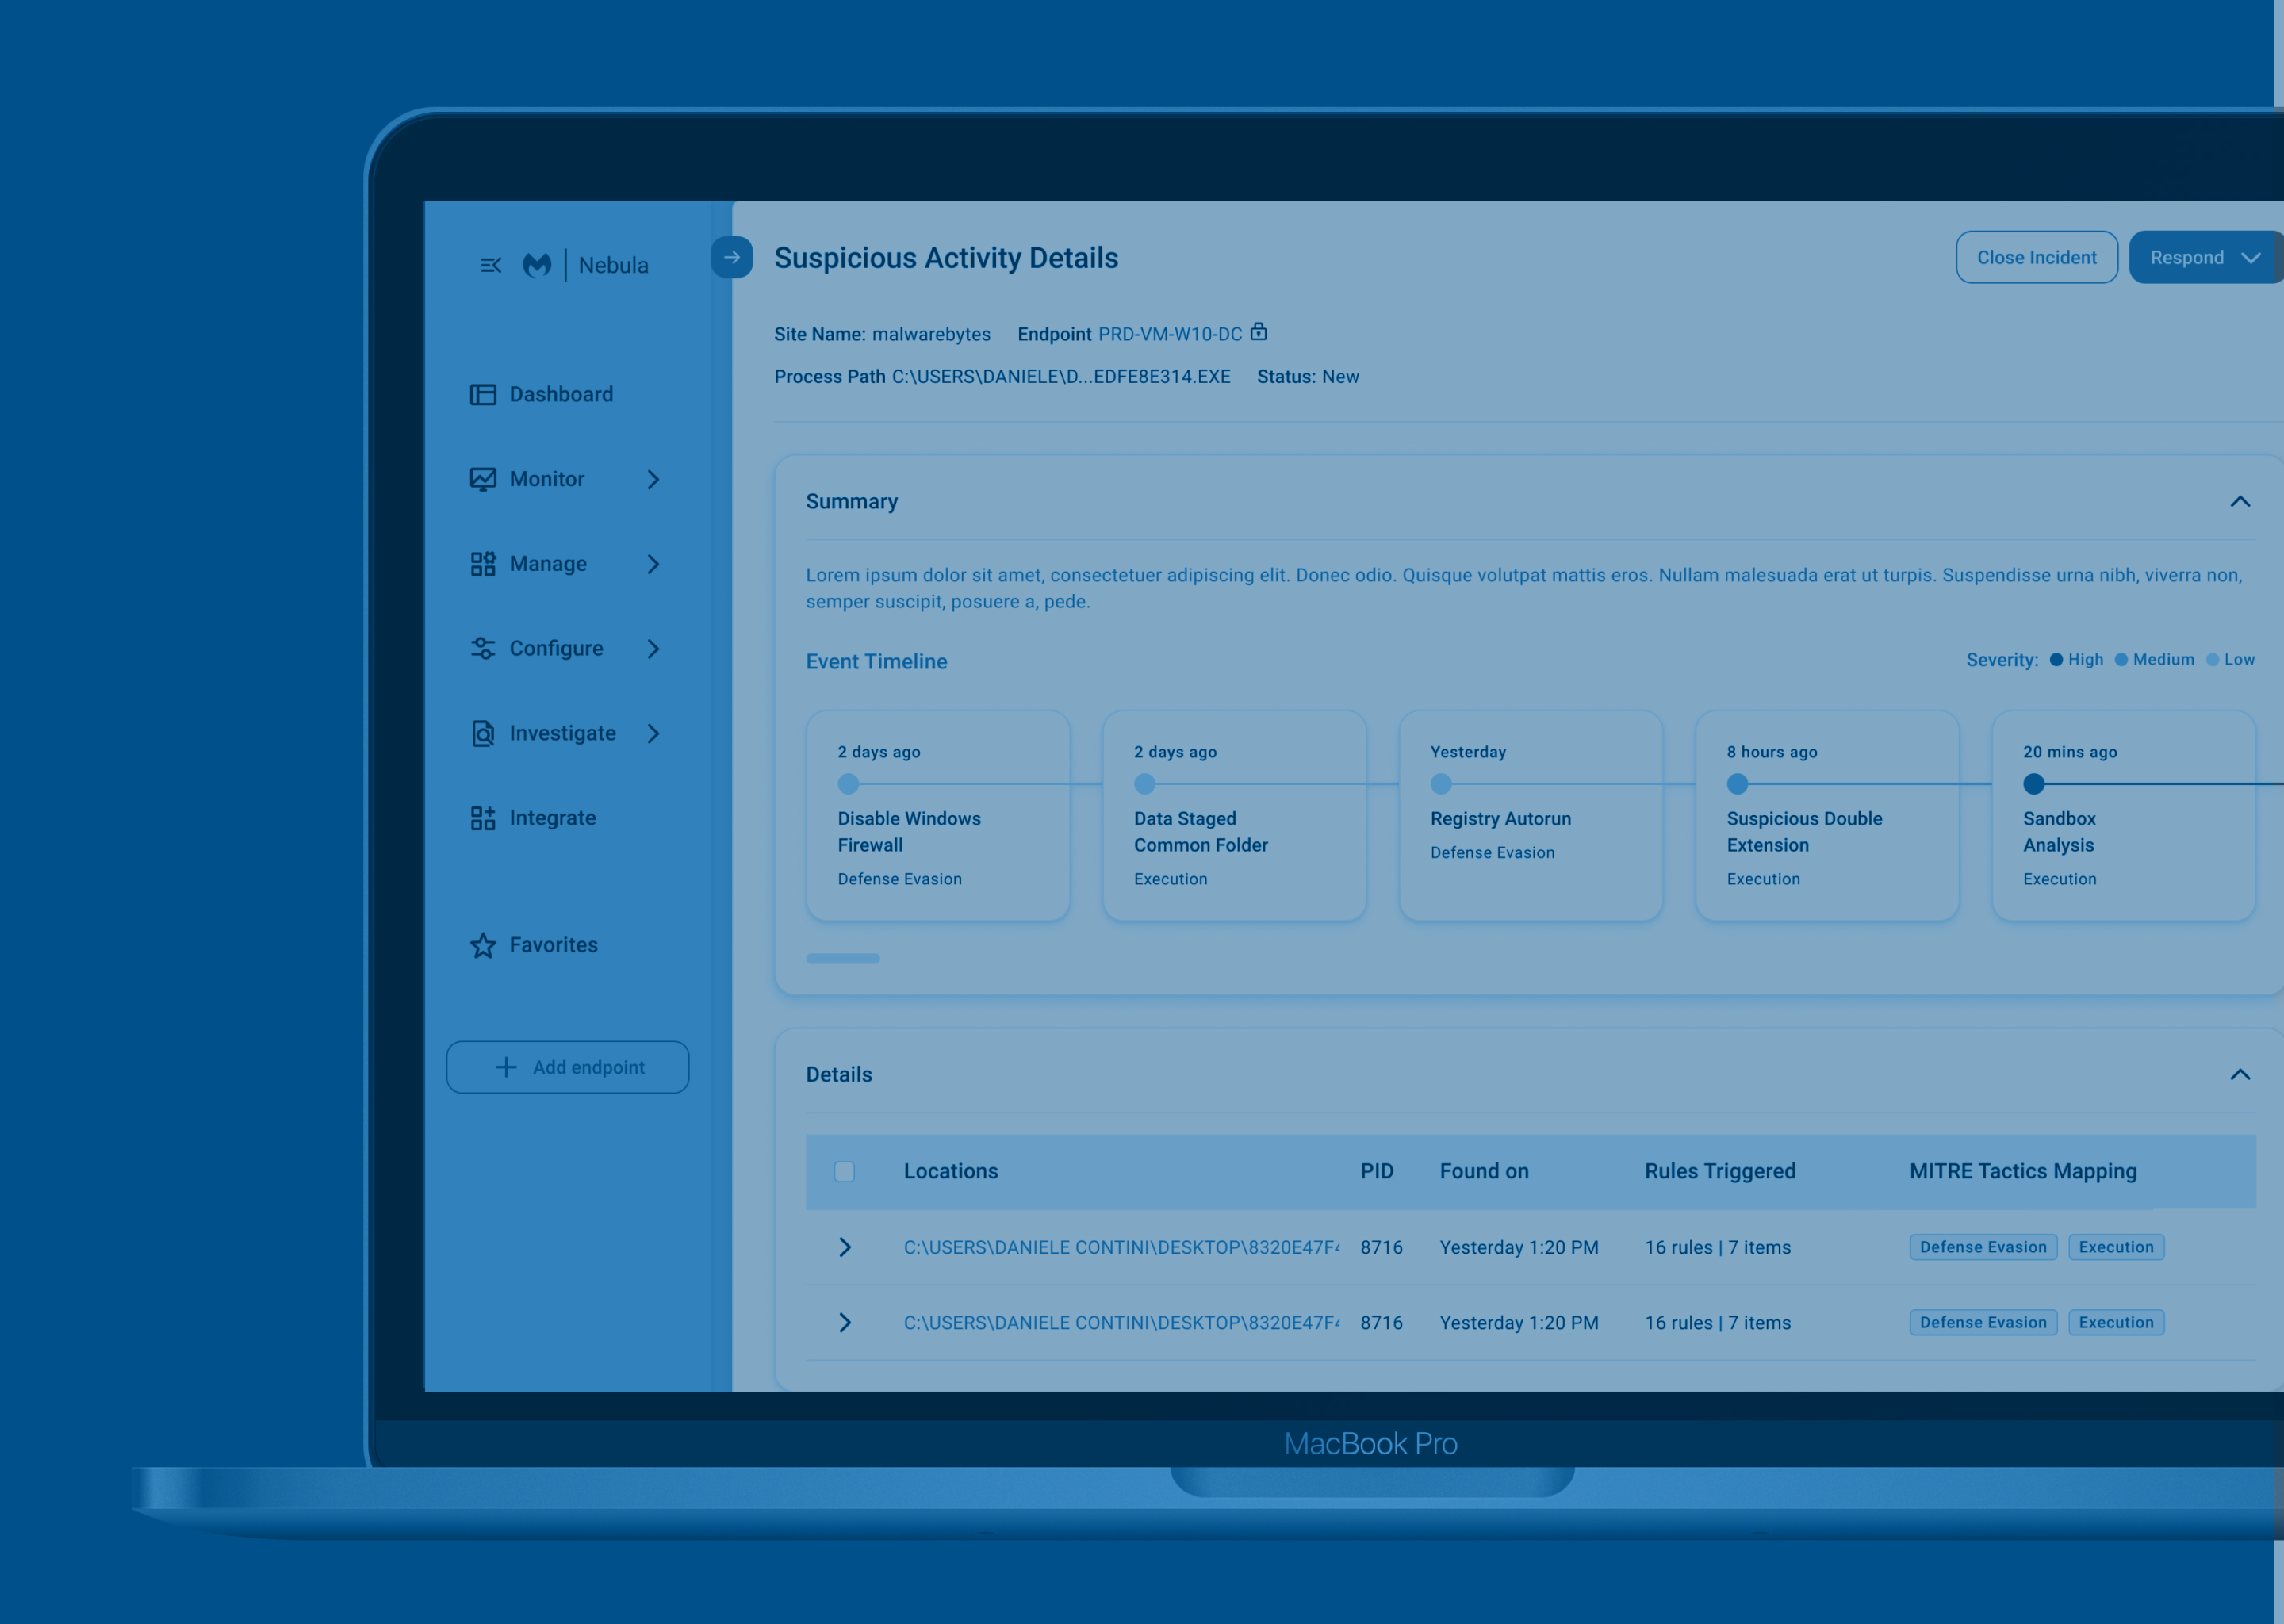 Nebula
Dashboard
Monitor
Manage
Configure
Investigate
Integrate
Favorites
Add endpoint
Suspicious Activity Details
Close Incident
Respond
Site Name: malwarebytes Endpoint PRD-VM-W10-DC
Process Path C:\USERS\DANIELE\D...EDFE8E314.EXE Status: New
Summary
Lorem ipsum dolor sit amet, consectetuer adipiscing elit. Donec odio. Quisque volutpat mattis eros. Nullam malesuada erat ut turpis. Suspendisse urna nibh, viverra non,
semper suscipit, posuere a, pede.
Event Timeline
Severity: High Medium Low
2 days ago
Disable Windows
Firewall
Defense Evasion
2 days ago
Data Staged
Common Folder
Execution
Yesterday
Registry Autorun
Defense Evasion
8 hours ago
Suspicious Double
Extension
Execution
20 mins ago
Sandbox
Analysis
Execution
Details
Locations PID Found on Rules Triggered MITRE Tactics Mapping
C:\USERS\DANIELE CONTINI\DESKTOP\8320E47F4 8716 Yesterday 1:20 PM 16 rules | 7 items Defense Evasion Execution
C:\USERS\DANIELE CONTINI\DESKTOP\8320E47F4 8716 Yesterday 1:20 PM 16 rules | 7 items Defense Evasion Execution
MacBook Pro